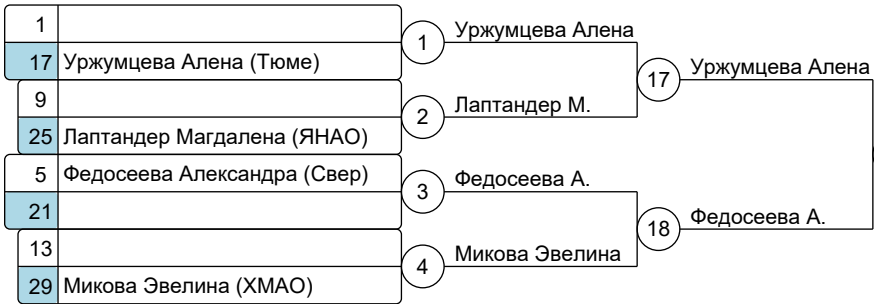 1
17 Уржумцева Алена (Тюме)
9
25 Лаптандер Магдалена (ЯНАО)
5 Федосеева Александра (Свер)
21
13
29 Микова Эвелина (ХМАО)
1 Уржумцева Алена
2 Лаптандер М.
3 Федосеева А.
4 Микова Эвелина
17 Уржумцева Алена
18 Федосеева А.